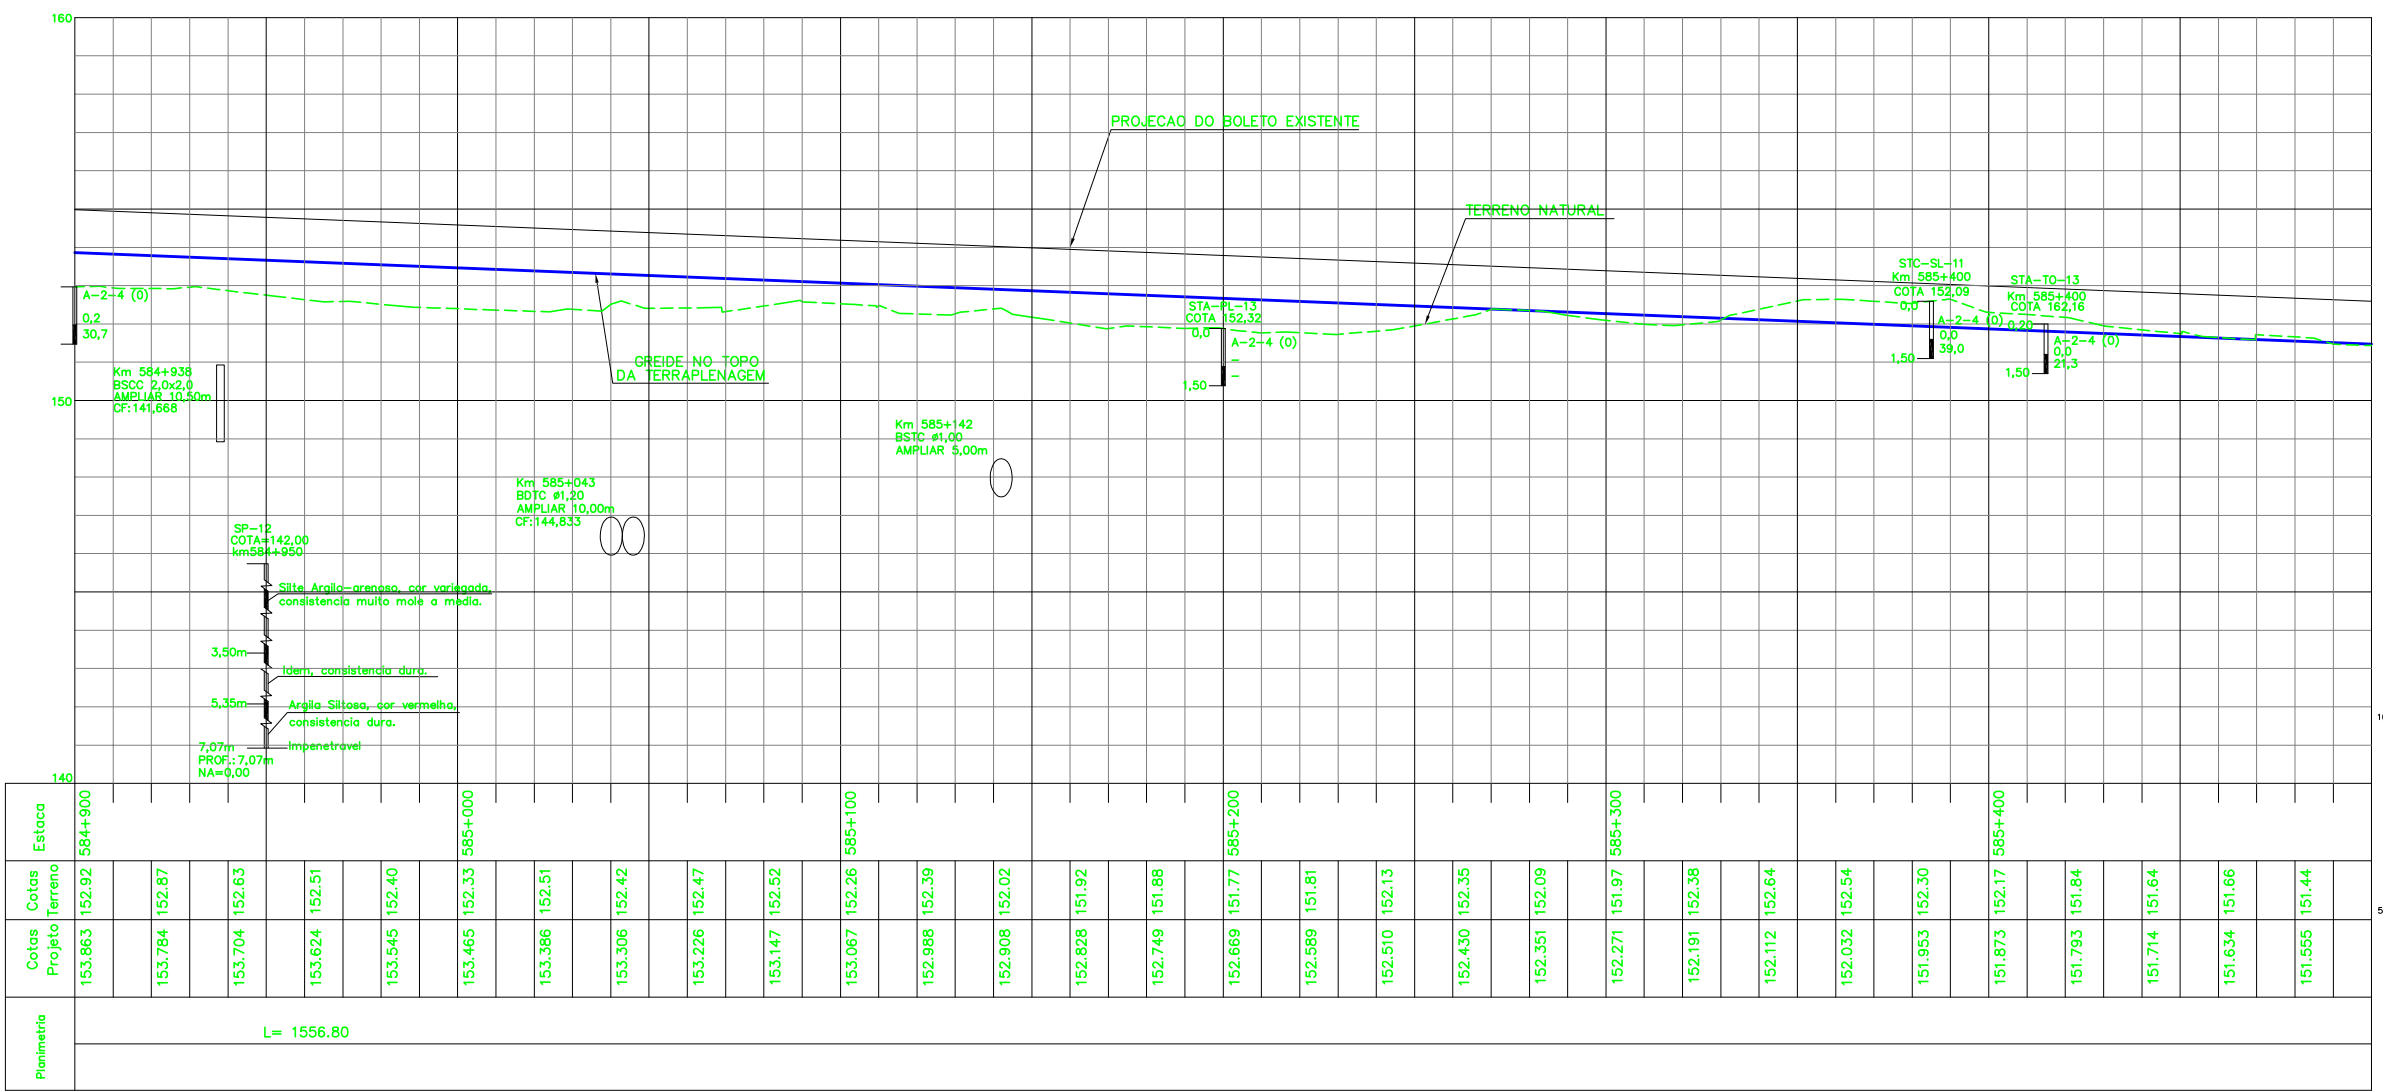 160
PROJECAO DO BOLETO EXISTENTE
TERRENO NATURAL
GREIDE NO TOPO
DA TERRAPLENAGEM
A-2-4 (0)
0,2
30,7
Km 584+938
BSCC 2,0x2,0
AMPLIAR 10,50m
CF:141,668
STA-PL-13
COTA 152,32
0,0
A-2-4 (0)
-
-
1,50
STC-SL-11
Km 585+400
COTA 152,09
0,0
A-2-4 (0)
0,0
39,0
1,50
STA-TO-13
Km 585+400
COTA 162,16
0,20
A-2-4 (0)
0,0
21,3
1,50
150
Km 585+142
BSTC ø1,00
AMPLIAR 5,00m
Km 585+043
BDTC ø1,20
AMPLIAR 10,00m
CF:144,833
SP-12
COTA=142,00
km584+950
Silte Argilo-arenoso, cor variegada,
consistencia muito mole a media.
3,50m
Idem, consistencia dura.
5,35m
Argila Siltosa, cor vermelha,
consistencia dura.
7,07m
Impenetravel
PROF.:7,07m
NA=0,00
140
Estaca
584+900 585+000 585+100 585+200 585+300 585+400
Cotas Terreno
152.92 152.87 152.63 152.51 152.40 152.33 152.51 152.42 152.47 152.52 152.26 152.39 152.02 151.92 151.88 151.77 151.81 152.13 152.35 152.09 151.97 152.38 152.64 152.54 152.30 152.17 151.84 151.64 151.66 151.44
Cotas Projeto
153.863 153.784 153.704 153.624 153.545 153.465 153.386 153.306 153.226 153.147 153.067 152.988 152.908 152.828 152.749 152.669 152.589 152.510 152.430 152.351 152.271 152.191 152.112 152.032 151.953 151.873 151.793 151.714 151.634 151.555
Planimetria
L= 1556.80
5